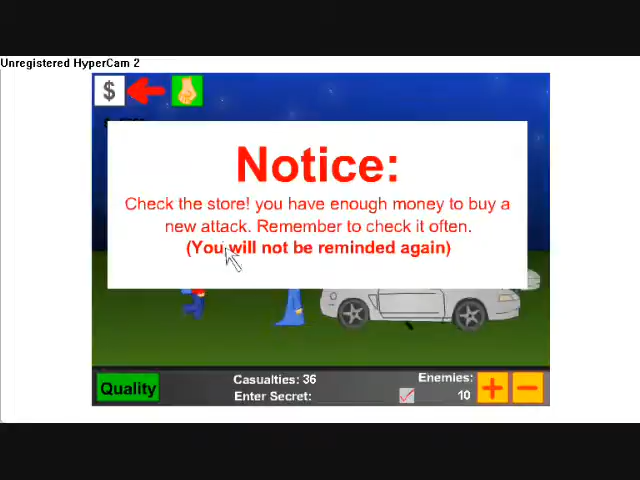 Unregistered HyperCam 2
$
Notice:
Check the store! you have enough money to buy a
new attack. Remember to check it often.
(You will not be reminded again)
Quality
Casualties: 36
Enter Secret:
Enemies:
10
+
−